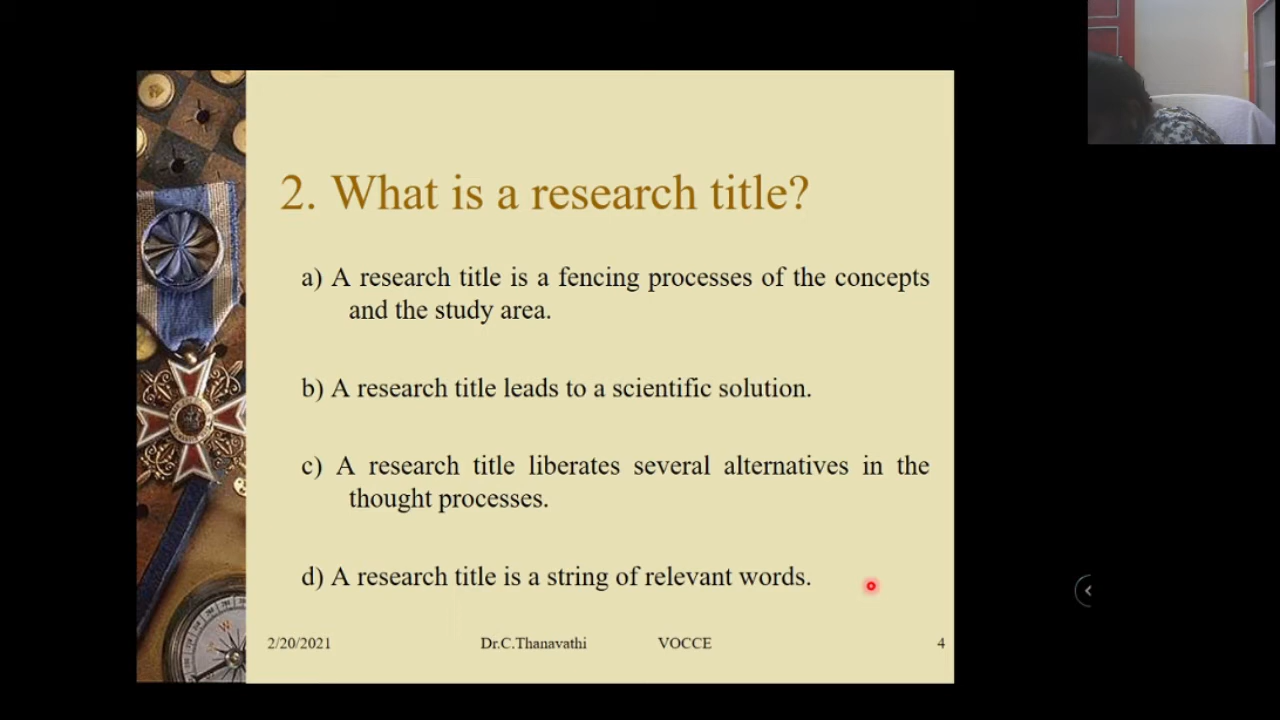 2. What is a research title?
a) A research title is a fencing processes of the concepts
and the study area.
b) A research title leads to a scientific solution.
c) A research title liberates several alternatives in the
thought processes.
d) A research title is a string of relevant words.
2/20/2021 Dr.C.Thanavathi VOCCE 4